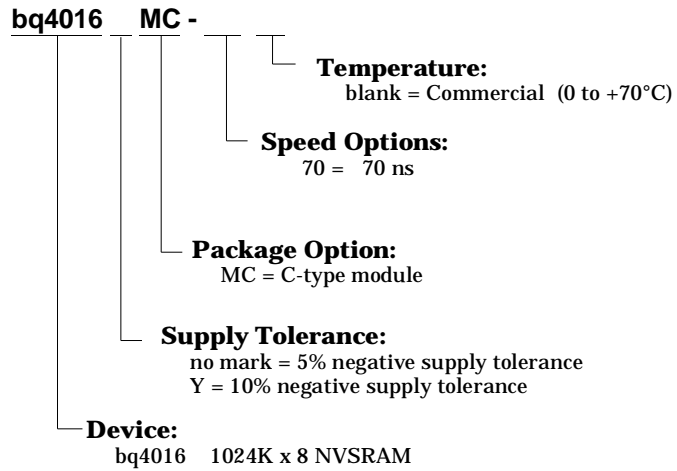 bq4016 _ MC - __ _
Temperature:
blank = Commercial (0 to +70°C)
Speed Options:
70 = 70 ns
Package Option:
MC = C-type module
Supply Tolerance:
no mark = 5% negative supply tolerance
Y = 10% negative supply tolerance
Device:
bq4016 1024K x 8 NVSRAM